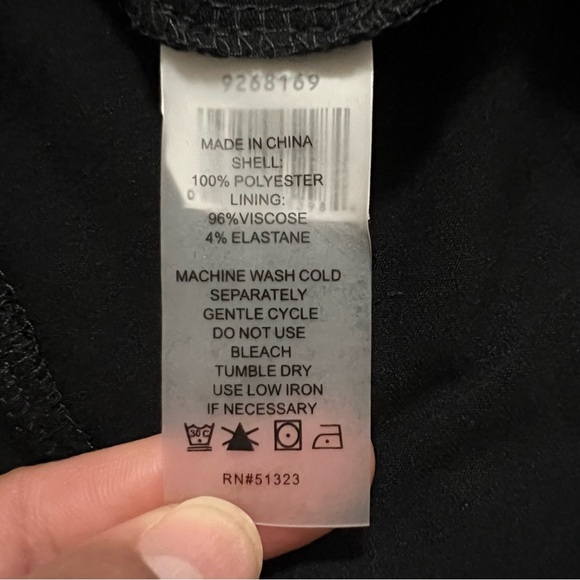 9268169
MADE IN CHINA
SHELL:
100% POLYESTER
LINING:
96%VISCOSE
4% ELASTANE
MACHINE WASH COLD
SEPARATELY
GENTLE CYCLE
DO NOT USE
BLEACH
TUMBLE DRY
USE LOW IRON
IF NECESSARY
30°C
RN#51323